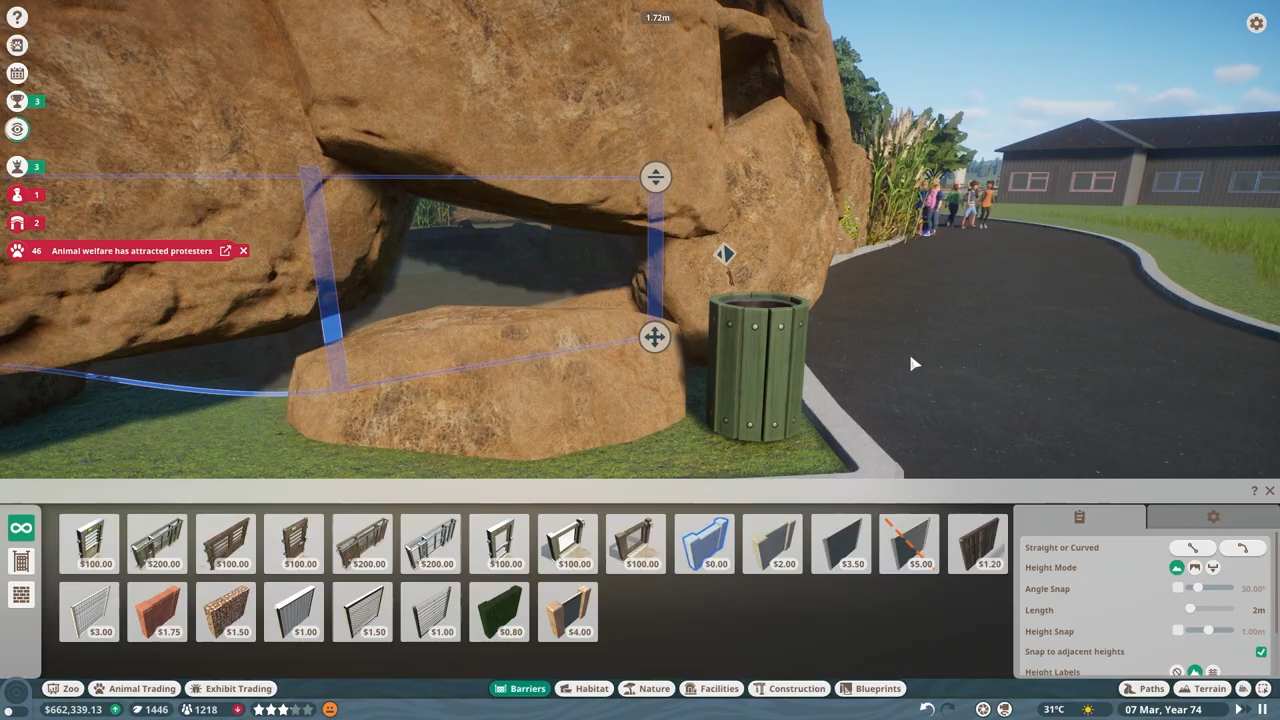 1.72m
3
3
1
2
46 Animal welfare has attracted protesters
$100.00 $200.00 $100.00 $100.00 $200.00 $200.00 $100.00 $100.00 $100.00 $0.00 $2.00 $3.50 $5.00 $1.20
$3.00 $1.75 $1.50 $1.00 $1.50 $1.00 $0.80 $4.00
Straight or Curved
Height Mode
Angle Snap 30.00°
Length 2m
Height Snap 1.00m
Snap to adjacent heights
Height Labels
Zoo Animal Trading Exhibit Trading Barriers Habitat Nature Facilities Construction Blueprints Paths Terrain
$662,339.13 1446 1218 31°C 07 Mar, Year 74